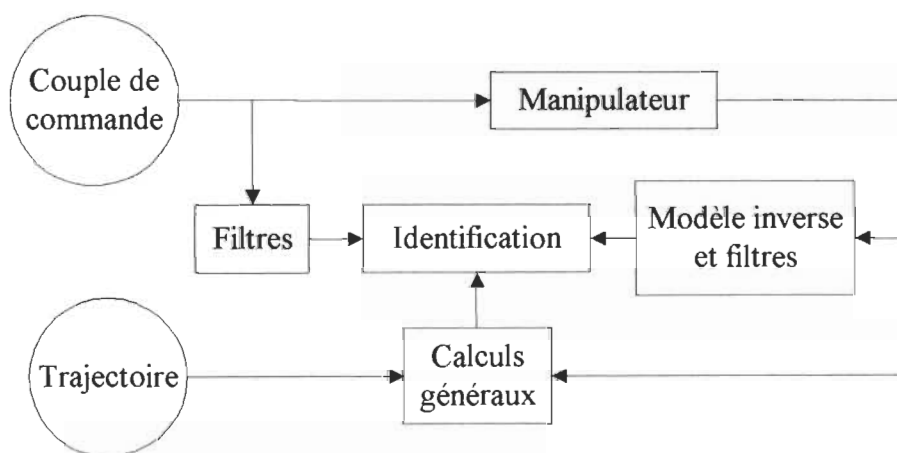 Couple de
commande
Manipulateur
Filtres
Identification
Modèle inverse
et filtres
Trajectoire
Calculs
généraux